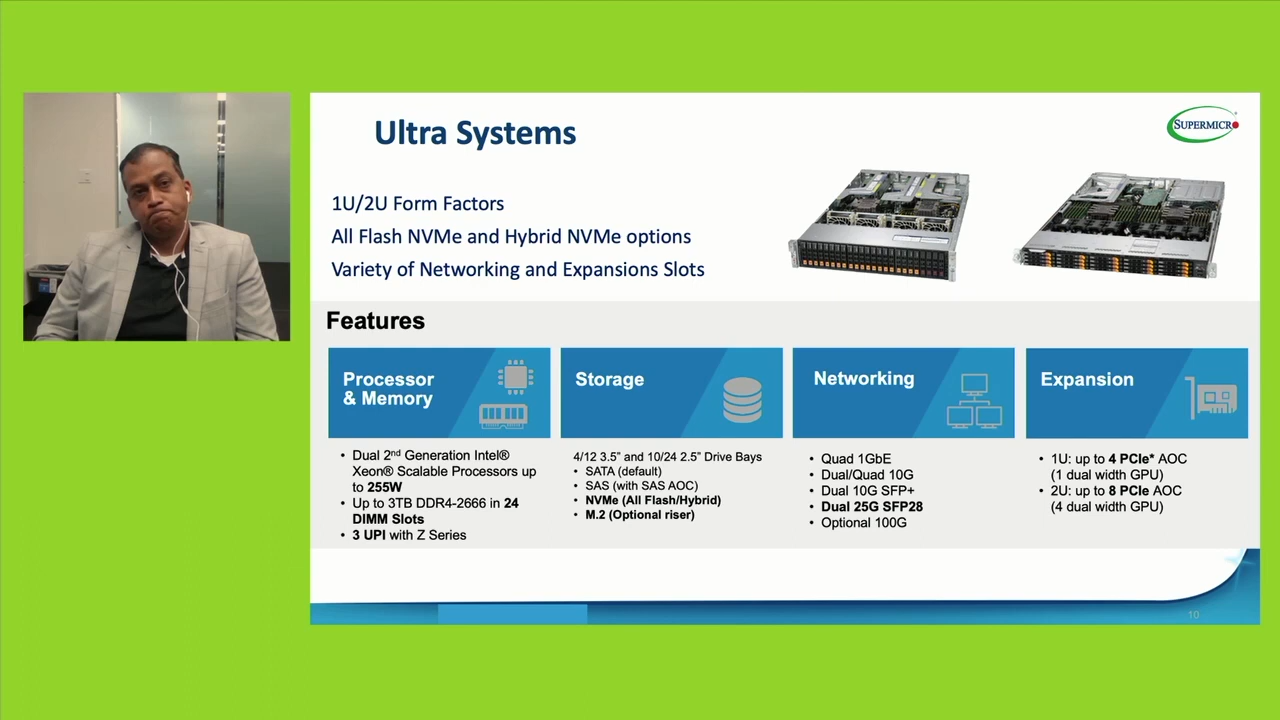 Ultra Systems
SUPERMICRO
1U/2U Form Factors
All Flash NVMe and Hybrid NVMe options
Variety of Networking and Expansions Slots
Features
Processor
& Memory
• Dual 2nd Generation Intel®
Xeon® Scalable Processors up
to 255W
• Up to 3TB DDR4-2666 in 24
DIMM Slots
• 3 UPI with Z Series
Storage
4/12 3.5” and 10/24 2.5” Drive Bays
• SATA (default)
• SAS (with SAS AOC)
• NVMe (All Flash/Hybrid)
• M.2 (Optional riser)
Networking
• Quad 1GbE
• Dual/Quad 10G
• Dual 10G SFP+
• Dual 25G SFP28
• Optional 100G
Expansion
• 1U: up to 4 PCIe* AOC
(1 dual width GPU)
• 2U: up to 8 PCIe AOC
(4 dual width GPU)
10